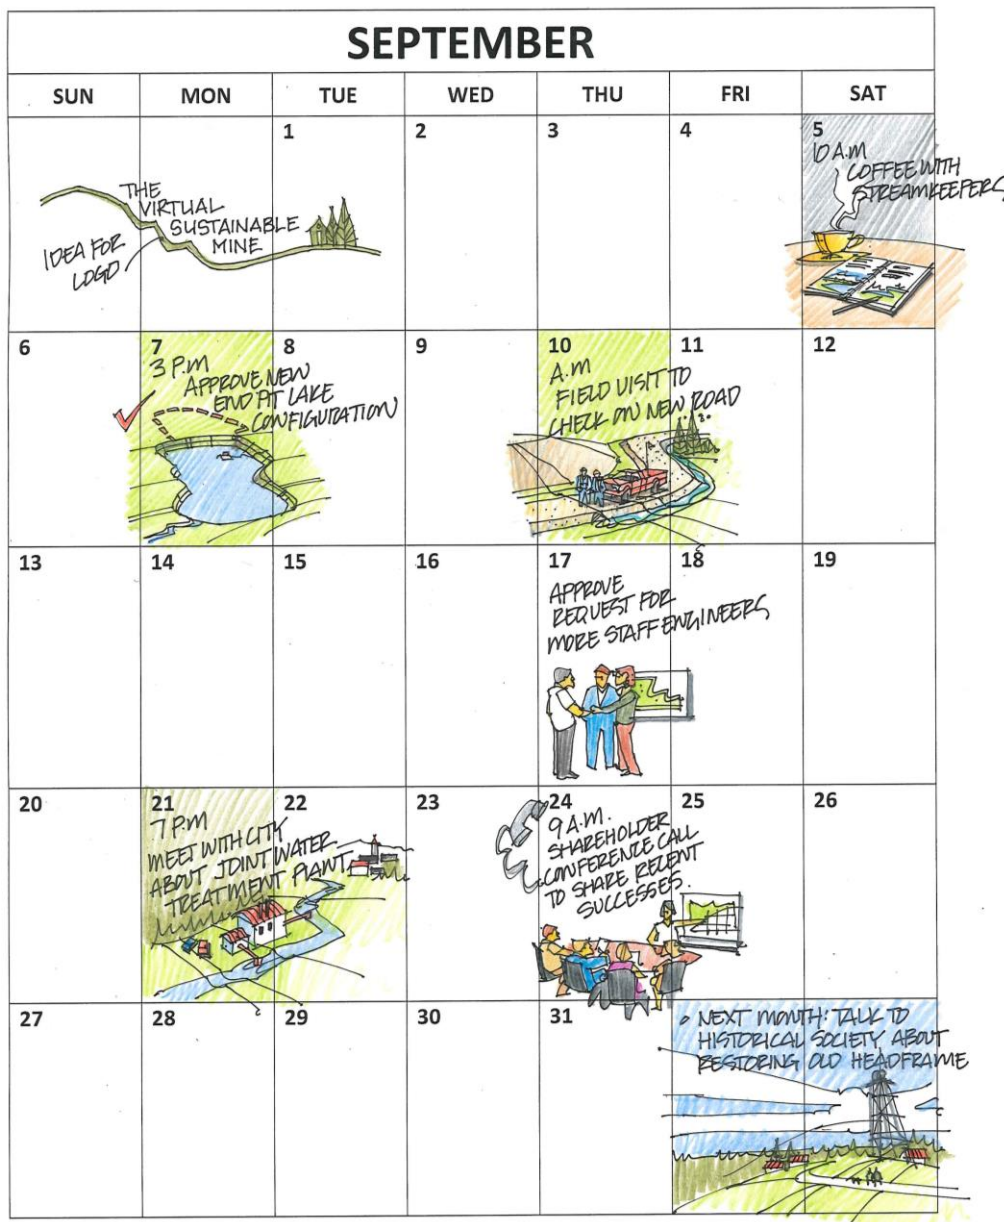 SEPTEMBER
SUN MON TUE WED THU FRI SAT
1 2 3 4 5
10 A.M
COFFEE WITH
STREAMKEEPERS
THE
VIRTUAL
SUSTAINABLE
MINE
IDEA FOR
LOGO
6 7 8 9 10 11 12
3 P.M
APPROVE NEW
END PIT LAKE
CONFIGURATION
A.M
FIELD VISIT TO
CHECK ON NEW ROAD
13 14 15 16 17 18 19
APPROVE
REQUEST FOR
MORE STAFF ENGINEERS
20 21 22 23 24 25 26
7 P.M
MEET WITH CITY
ABOUT JOINT WATER
TREATMENT PLANT
9 A.M.
SHAREHOLDER
CONFERENCE CALL
TO SHARE RECENT
SUCCESSES.
27 28 29 30 31
• NEXT MONTH: TALK TO
HISTORICAL SOCIETY ABOUT
RESTORING OLD HEADFRAME